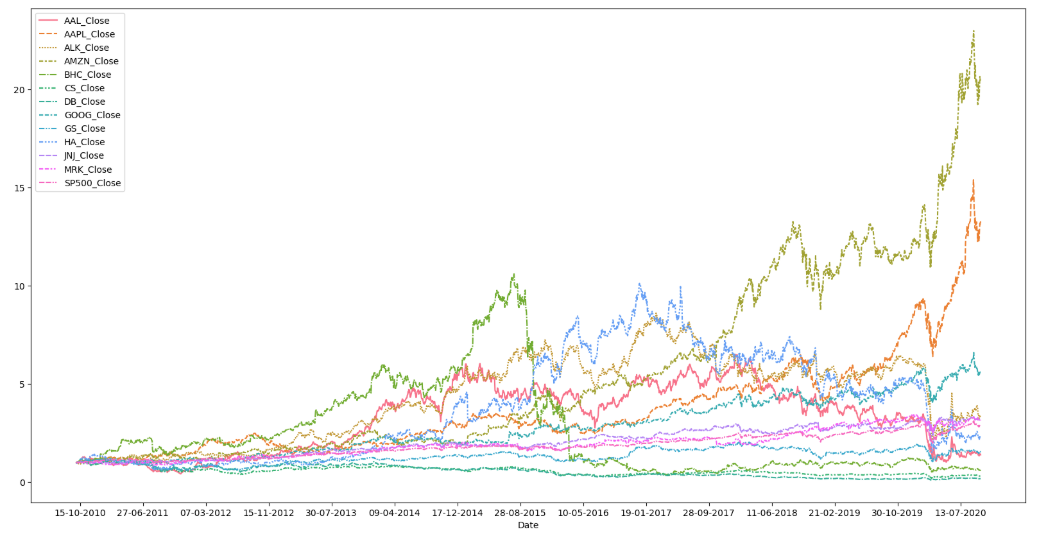 AAL_Close
AAPL_Close
ALK_Close
AMZN_Close
BHC_Close
CS_Close
DB_Close
GOOG_Close
GS_Close
HA_Close
JNJ_Close
MRK_Close
SP500_Close
20
15
10
5
0
15-10-2010 27-06-2011 07-03-2012 15-11-2012 30-07-2013 09-04-2014 17-12-2014 28-08-2015 10-05-2016 19-01-2017 28-09-2017 11-06-2018 21-02-2019 30-10-2019 13-07-2020
Date